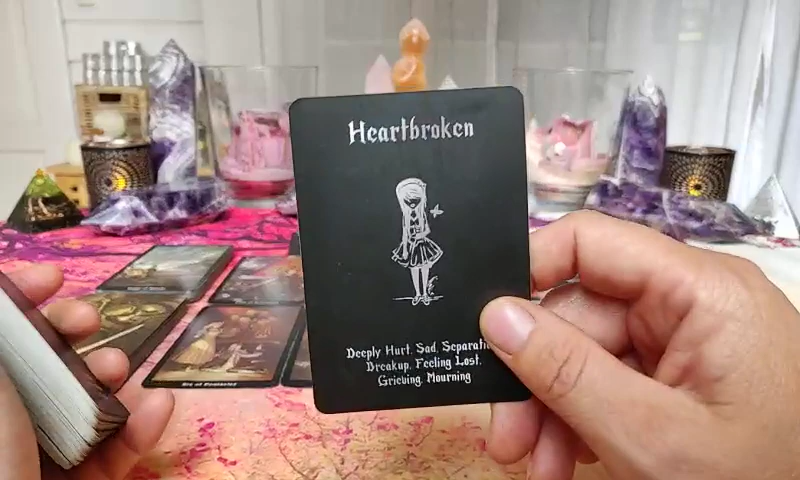 Heartbroken
Deeply Hurt, Sad, Separati
Breakup, Feeling Lost,
Grieving, Mourning